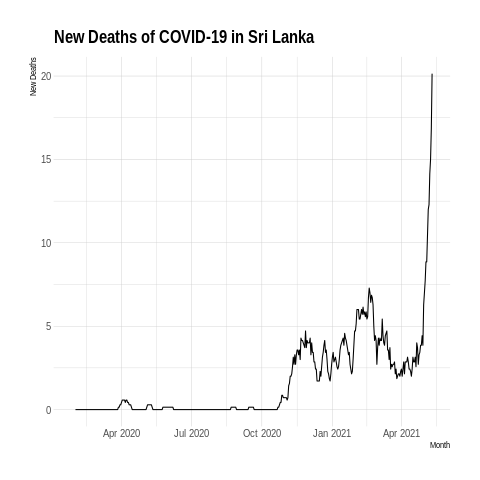 New Deaths of COVID-19 in Sri Lanka
New Deaths
20
15
10
5
0
Apr 2020 Jul 2020 Oct 2020 Jan 2021 Apr 2021
Month